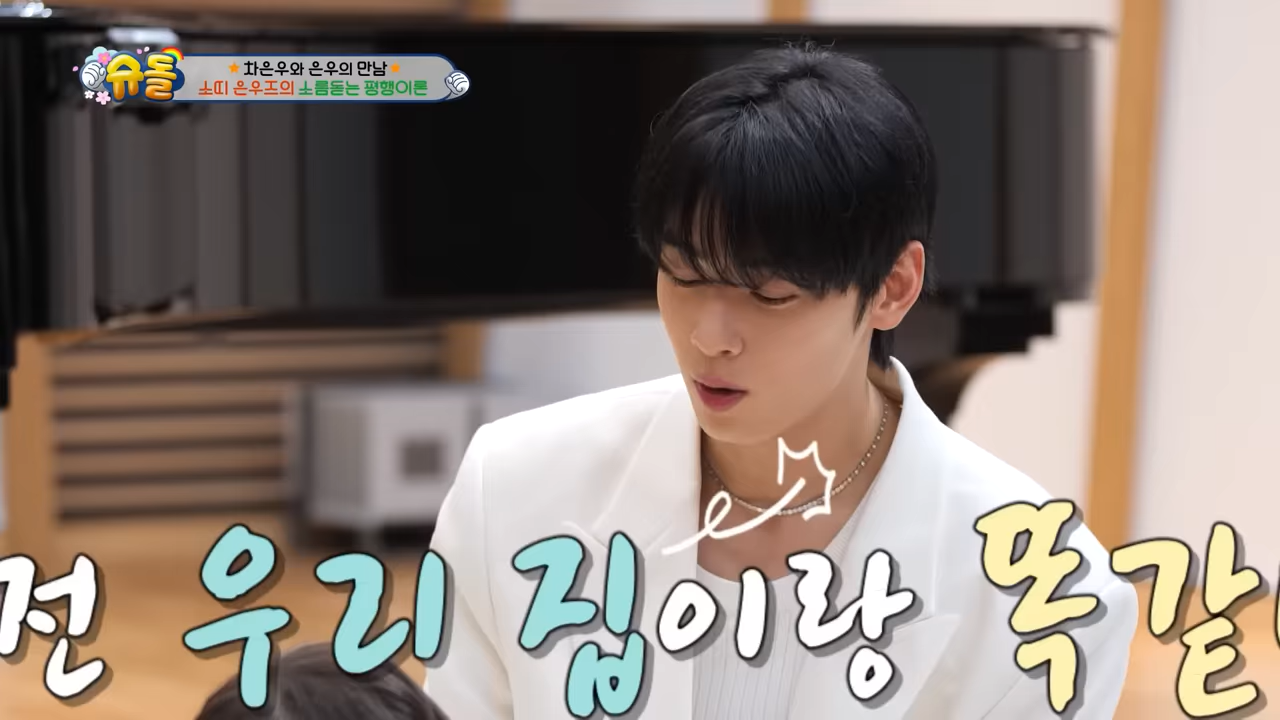 슈돌
차은우와 은우의 만남
소띠 은우즈의 소름돋는 평행이론
전 우리 집이랑 똑같